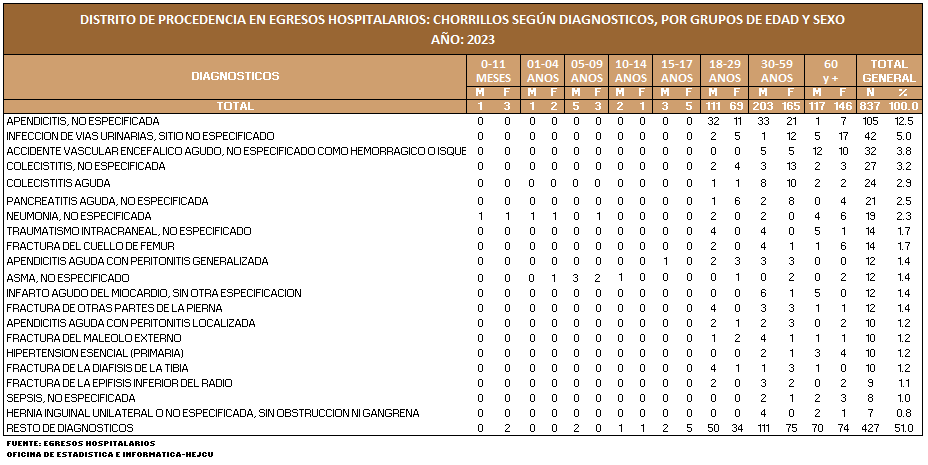 DISTRITO DE PROCEDENCIA EN EGRESOS HOSPITALARIOS: CHORRILLOS SEGÚN DIAGNOSTICOS, POR GRUPOS DE EDAD Y SEXO
AÑO: 2023
DIAGNOSTICOS 0-11 MESES 01-04 ANOS 05-09 ANOS 10-14 ANOS 15-17 ANOS 18-29 ANOS 30-59 ANOS 60 y + TOTAL GENERAL
M F M F M F M F M F M F M F M F N %
TOTAL 1 3 1 2 5 3 2 1 3 5 111 69 203 165 117 146 837 100.0
APENDICITIS, NO ESPECIFICADA 0 0 0 0 0 0 0 0 0 0 32 11 33 21 1 7 105 12.5
INFECCION DE VIAS URINARIAS, SITIO NO ESPECIFICADO 0 0 0 0 0 0 0 0 0 0 2 5 1 12 5 17 42 5.0
ACCIDENTE VASCULAR ENCEFALICO AGUDO, NO ESPECIFICADO COMO HEMORRAGICO O ISQUE 0 0 0 0 0 0 0 0 0 0 0 0 5 5 12 10 32 3.8
COLECISTITIS, NO ESPECIFICADA 0 0 0 0 0 0 0 0 0 0 2 4 3 13 2 3 27 3.2
COLECISTITIS AGUDA 0 0 0 0 0 0 0 0 0 0 1 1 8 10 2 2 24 2.9
PANCREATITIS AGUDA, NO ESPECIFICADA 0 0 0 0 0 0 0 0 0 0 1 6 2 8 0 4 21 2.5
NEUMONIA, NO ESPECIFICADA 1 1 1 1 0 1 0 0 0 0 2 0 2 0 4 6 19 2.3
TRAUMATISMO INTRACRANEAL, NO ESPECIFICADO 0 0 0 0 0 0 0 0 0 0 4 0 4 0 5 1 14 1.7
FRACTURA DEL CUELLO DE FEMUR 0 0 0 0 0 0 0 0 0 0 2 0 4 1 1 6 14 1.7
APENDICITIS AGUDA CON PERITONITIS GENERALIZADA 0 0 0 0 0 0 0 0 1 0 2 3 3 3 0 0 12 1.4
ASMA, NO ESPECIFICADO 0 0 0 1 3 2 1 0 0 0 0 1 0 2 0 2 12 1.4
INFARTO AGUDO DEL MIOCARDIO, SIN OTRA ESPECIFICACION 0 0 0 0 0 0 0 0 0 0 0 0 6 1 5 0 12 1.4
FRACTURA DE OTRAS PARTES DE LA PIERNA 0 0 0 0 0 0 0 0 0 0 4 0 3 3 1 1 12 1.4
APENDICITIS AGUDA CON PERITONITIS LOCALIZADA 0 0 0 0 0 0 0 0 0 0 2 1 2 3 0 2 10 1.2
FRACTURA DEL MALEOLO EXTERNO 0 0 0 0 0 0 0 0 0 0 1 2 4 1 1 1 10 1.2
HIPERTENSION ESENCIAL (PRIMARIA) 0 0 0 0 0 0 0 0 0 0 0 0 2 1 3 4 10 1.2
FRACTURA DE LA DIAFISIS DE LA TIBIA 0 0 0 0 0 0 0 0 0 0 4 1 1 3 1 0 10 1.2
FRACTURA DE LA EPIFISIS INFERIOR DEL RADIO 0 0 0 0 0 0 0 0 0 0 2 0 3 2 0 2 9 1.1
SEPSIS, NO ESPECIFICADA 0 0 0 0 0 0 0 0 0 0 0 0 2 1 2 3 8 1.0
HERNIA INGUINAL UNILATERAL O NO ESPECIFICADA, SIN OBSTRUCCION NI GANGRENA 0 0 0 0 0 0 0 0 0 0 0 0 4 0 2 1 7 0.8
RESTO DE DIAGNOSTICOS 0 2 0 0 2 0 1 1 2 5 50 34 111 75 70 74 427 51.0
FUENTE: EGRESOS HOSPITALARIOS
OFICINA DE ESTADISTICA E INFORMATICA-HEJCU